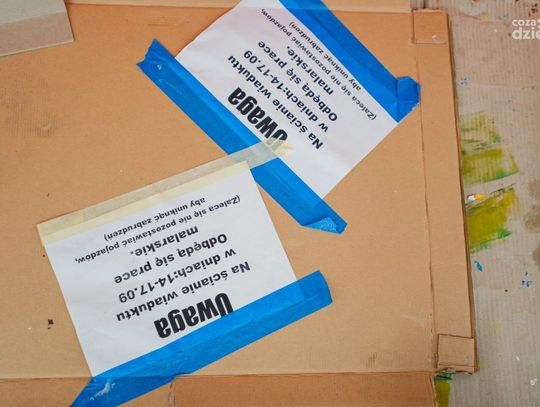 coza
dzie
Uwaga
Na ścianie wiaduktu
w dniach:14-17.09
Odbędą się prace
malarskie.
(Zaleca się nie pozostawiać pojazdów,
aby uniknąć zabrudzeń)
Uwaga
Na ścianie wiaduktu
w dniach:14-17.09
Odbędą się prace
malarskie.
(Zaleca się nie pozostawiać pojazdów,
aby uniknąć zabrudzeń)